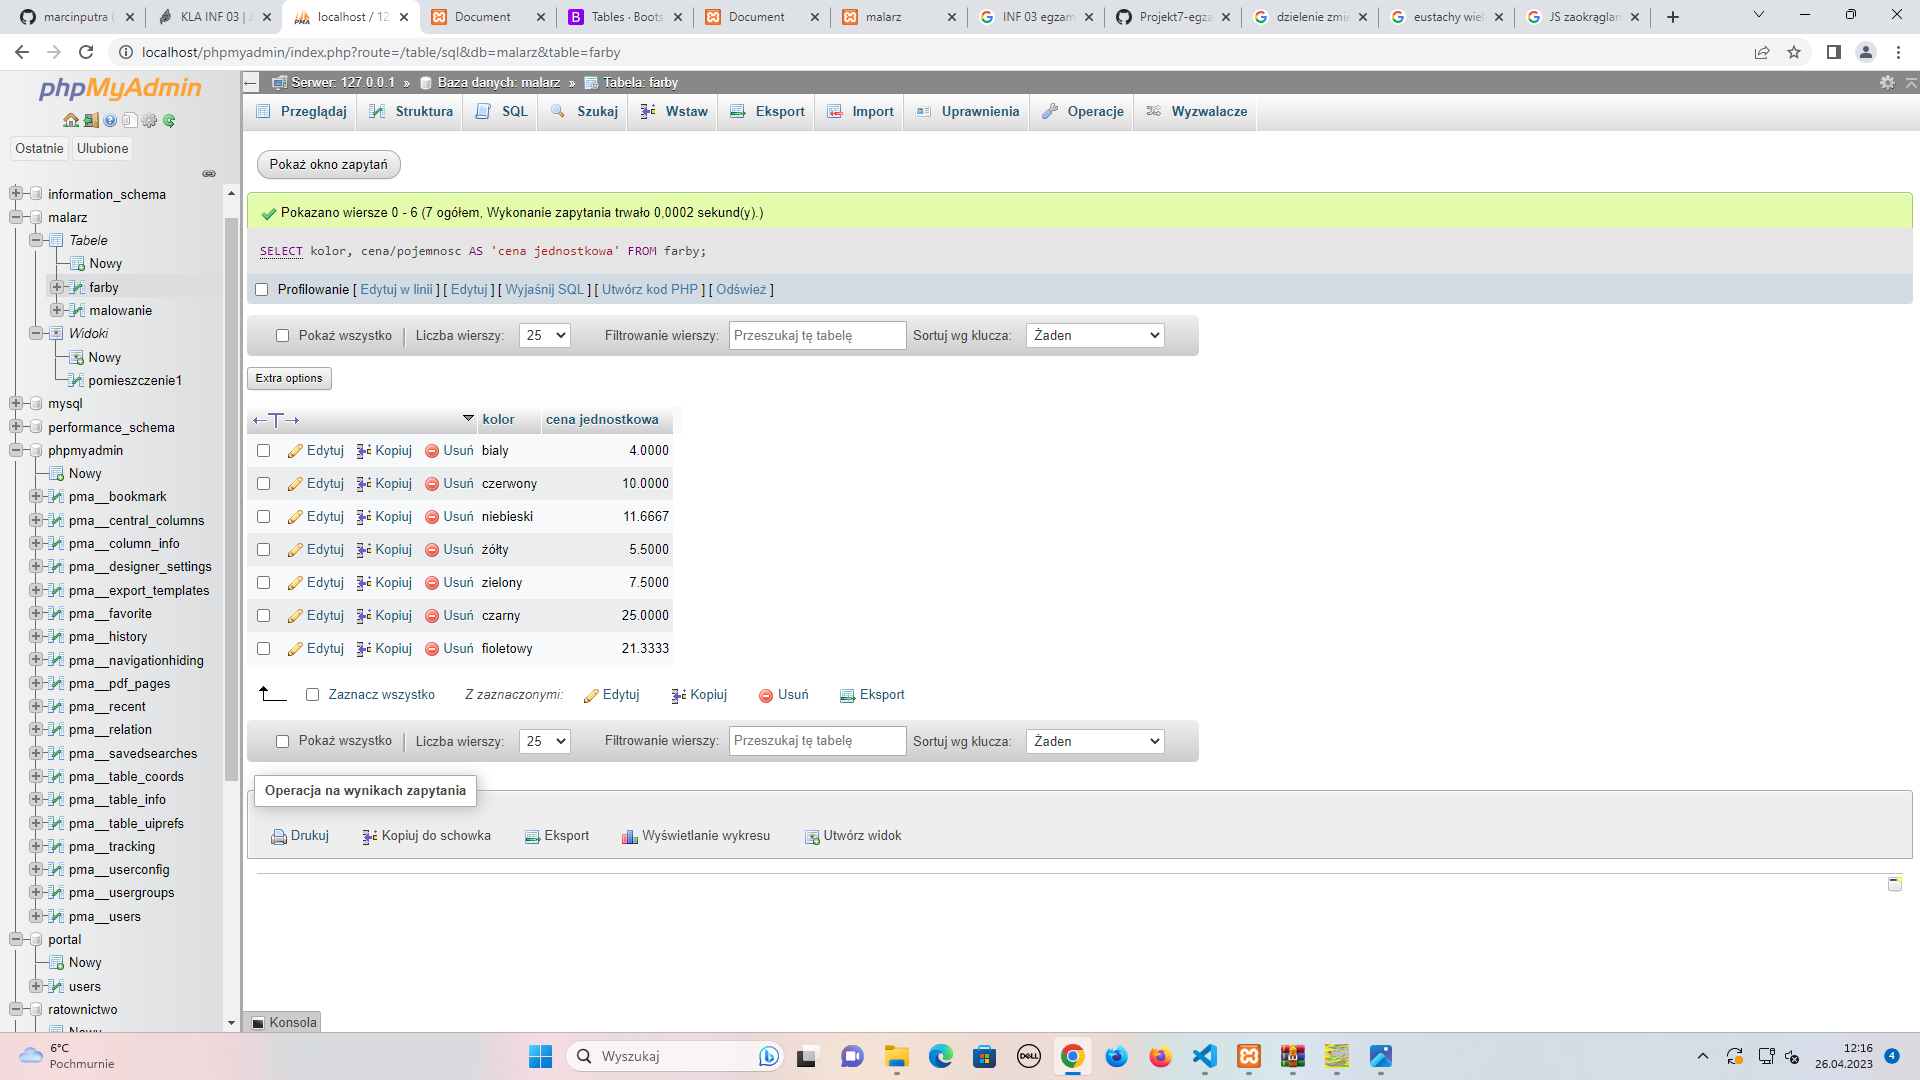 marcinputra (
KLA INF 03 | J
localhost / 12
Document
Tables · Boots
Document
malarz
INF 03 egzam
Projekt7-egza
dzielenie zmie
eustachy wiel
JS zaokrąglan
localhost/phpmyadmin/index.php?route=/table/sql&db=malarz&table=farby
phpMyAdmin
Ostatnie
Ulubione
information_schema
malarz
Tabele
Nowy
farby
malowanie
Widoki
Nowy
pomieszczenie1
mysql
performance_schema
phpmyadmin
Nowy
pma__bookmark
pma__central_columns
pma__column_info
pma__designer_settings
pma__export_templates
pma__favorite
pma__history
pma__navigationhiding
pma__pdf_pages
pma__recent
pma__relation
pma__savedsearches
pma__table_coords
pma__table_info
pma__table_uiprefs
pma__tracking
pma__userconfig
pma__usergroups
pma__users
portal
Nowy
users
ratownictwo
Nowy
Serwer: 127.0.0.1 » Baza danych: malarz » Tabela: farby
Przeglądaj
Struktura
SQL
Szukaj
Wstaw
Eksport
Import
Uprawnienia
Operacje
Wyzwalacze
Pokaż okno zapytań
Pokazano wiersze 0 - 6 (7 ogółem, Wykonanie zapytania trwało 0,0002 sekund(y).)
SELECT kolor, cena/pojemnosc AS 'cena jednostkowa' FROM farby;
Profilowanie [ Edytuj w linii ] [ Edytuj ] [ Wyjaśnij SQL ] [ Utwórz kod PHP ] [ Odśwież ]
Pokaż wszystko | Liczba wierszy: 25 Filtrowanie wierszy: Przeszukaj tę tabelę Sortuj wg klucza: Żaden
Extra options
←T→ kolor cena jednostkowa
Edytuj Kopiuj Usuń bialy 4.0000
Edytuj Kopiuj Usuń czerwony 10.0000
Edytuj Kopiuj Usuń niebieski 11.6667
Edytuj Kopiuj Usuń żółty 5.5000
Edytuj Kopiuj Usuń zielony 7.5000
Edytuj Kopiuj Usuń czarny 25.0000
Edytuj Kopiuj Usuń fioletowy 21.3333
Zaznacz wszystko Z zaznaczonymi: Edytuj Kopiuj Usuń Eksport
Pokaż wszystko | Liczba wierszy: 25 Filtrowanie wierszy: Przeszukaj tę tabelę Sortuj wg klucza: Żaden
Operacja na wynikach zapytania
Drukuj Kopiuj do schowka Eksport Wyświetlanie wykresu Utwórz widok
Konsola
6°C
Pochmurnie
Wyszukaj
DELL
12:16
26.04.2023
4